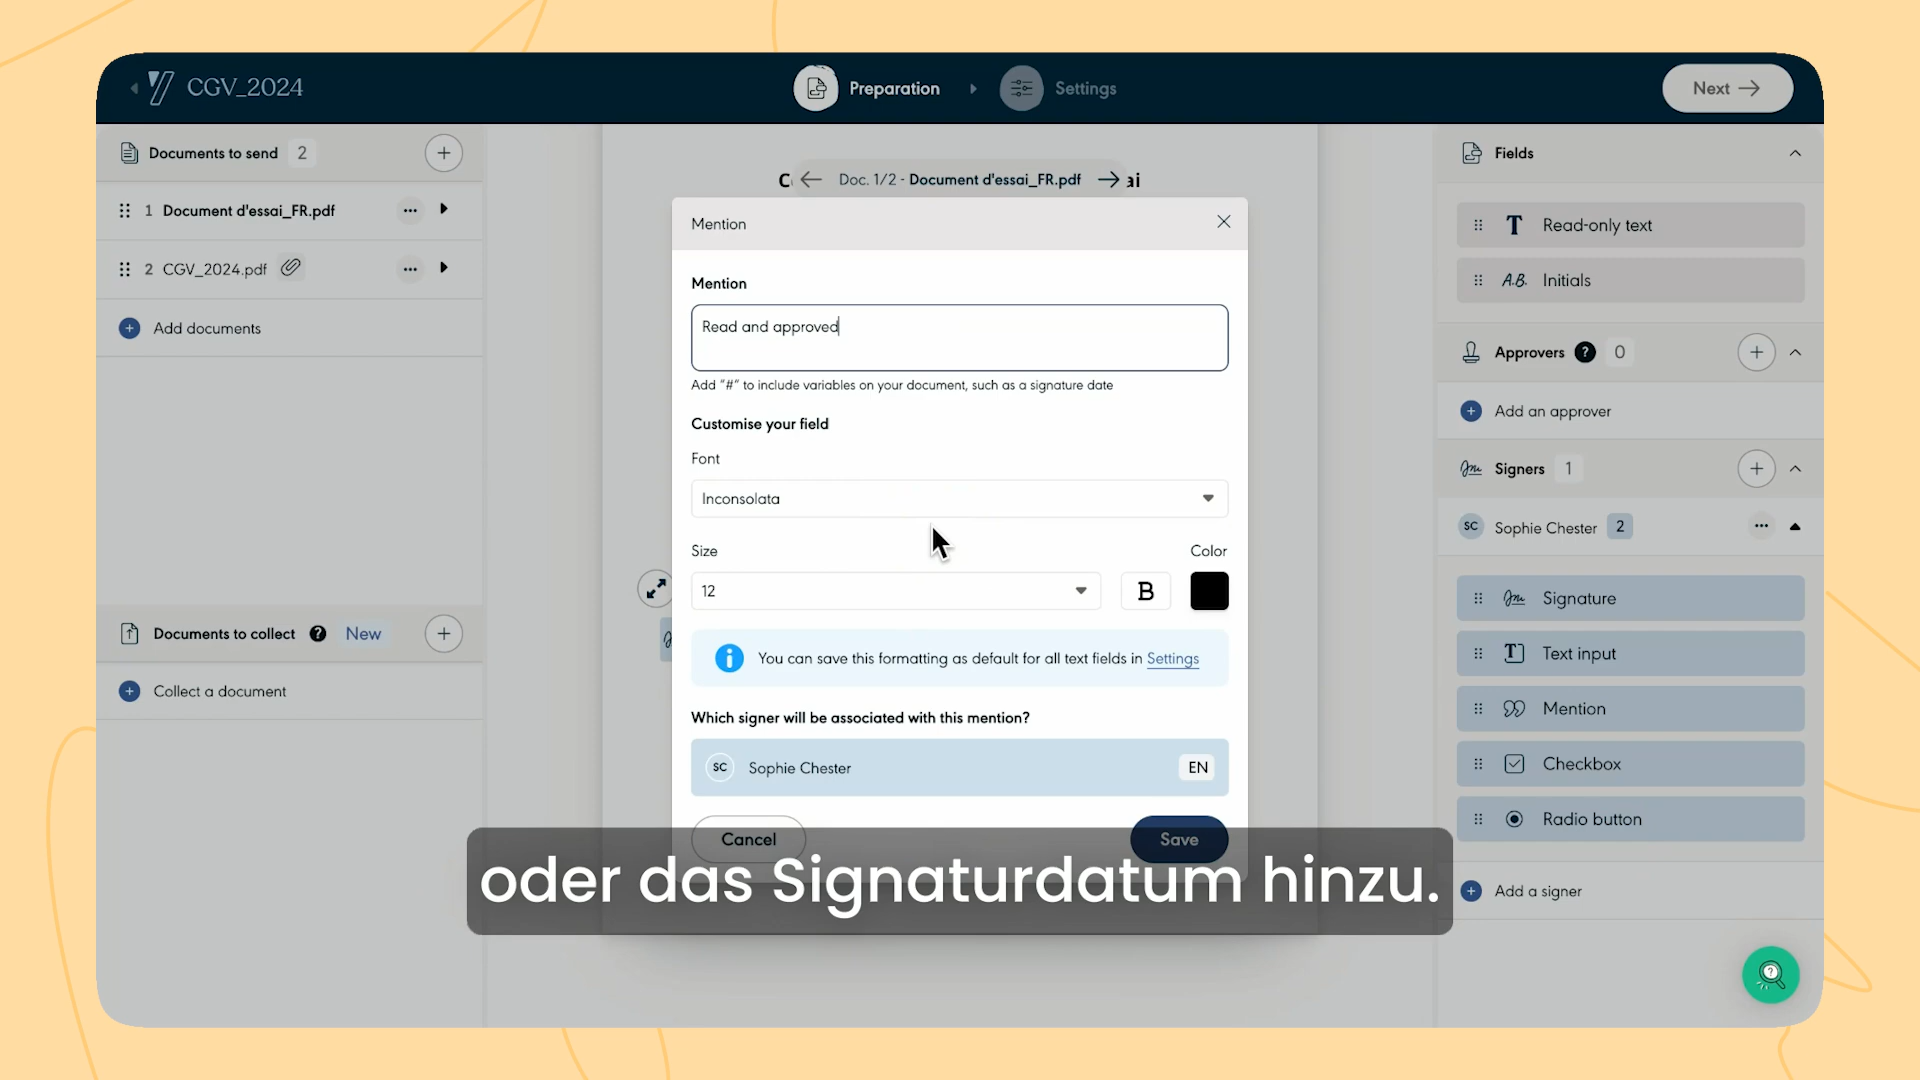 CGV_2024
Preparation
Settings
Next
Documents to send 2
1 Document d'essai_FR.pdf
2 CGV_2024.pdf
Add documents
Documents to collect ? New
Collect a document
Doc. 1/2 - Document d'essai_FR.pdf
ai
Mention
Mention
Read and approved
Add "#" to include variables on your document, such as a signature date
Customise your field
Font
Inconsolata
Size
Color
12
B
You can save this formatting as default for all text fields in Settings
Which signer will be associated with this mention?
SC Sophie Chester EN
Cancel
Save
oder das Signaturdatum hinzu.
Fields
Read-only text
A.B. Initials
Approvers ? 0
Add an approver
Signers 1
SC Sophie Chester 2
Signature
Text input
Mention
Checkbox
Radio button
Add a signer